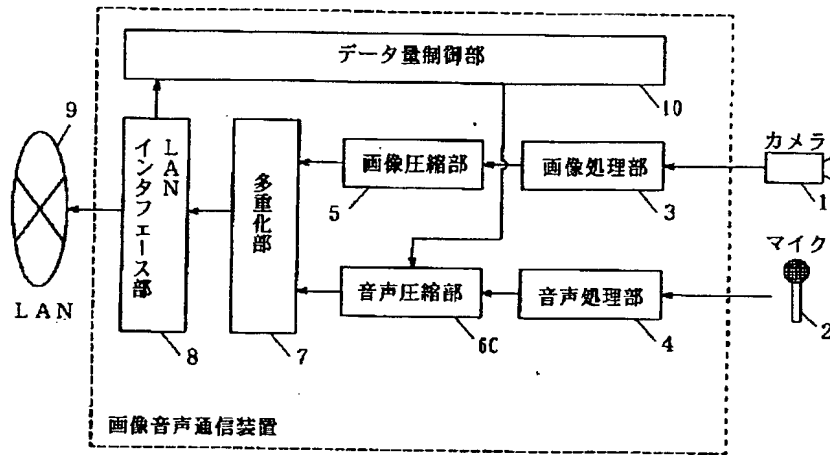 データ量制御部
10
9
カメラ
1
LAN
インタフェース部
多重化部
画像圧縮部
画像処理部
5
3
マイク
音声圧縮部
音声処理部
2
LAN
8
7
6C
4
画像音声通信装置